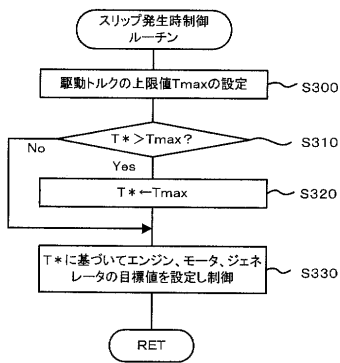 スリップ発生時制御
ルーチン
駆動トルクの上限値Tmaxの設定
S300
T*>Tmax?
S310
No
Yes
T*←Tmax
S320
T*に基づいてエンジン、モータ、ジェネ
レータの目標値を設定し制御
S330
RET